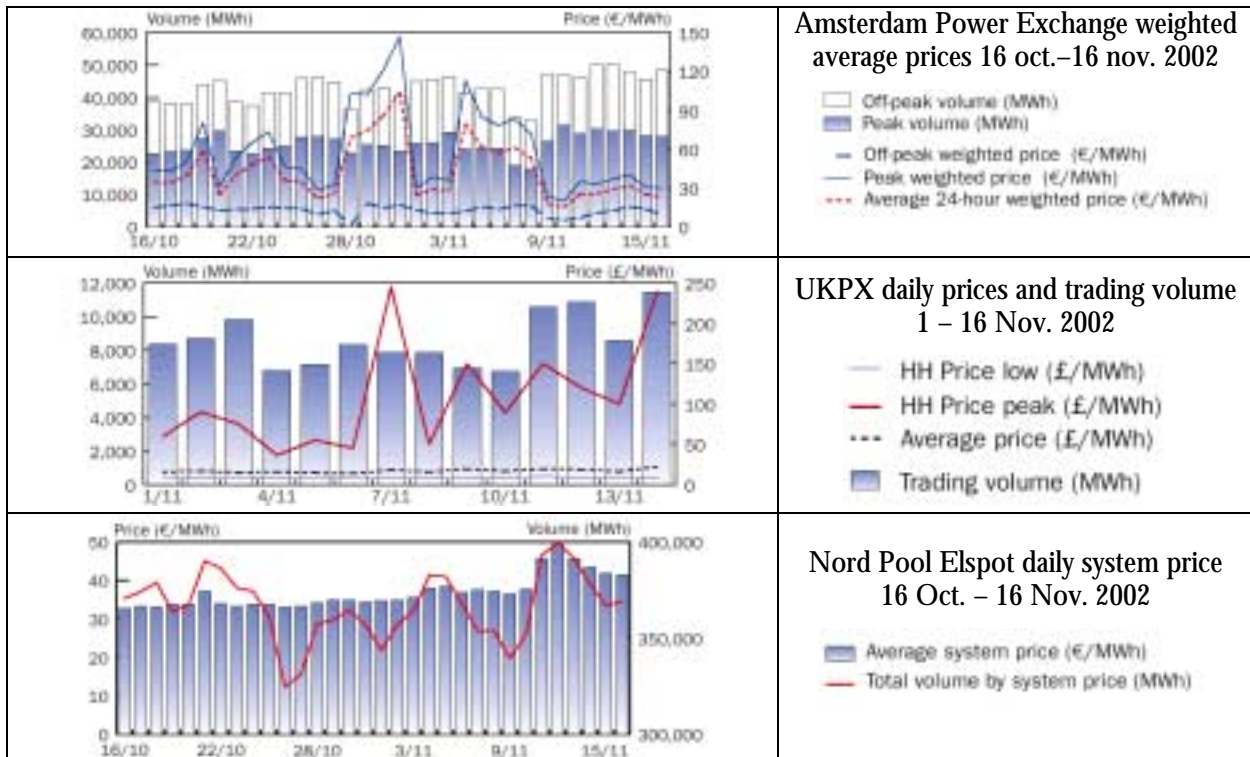 Volume (MWh) Price (€/MWh)
60,000 150
50,000 120
40,000 90
30,000
20,000 60
10,000 30
0 0
16/10 22/10 28/10 3/11 9/11 15/11
Amsterdam Power Exchange weighted
average prices 16 oct.–16 nov. 2002
Off-peak volume (MWh)
Peak volume (MWh)
Off-peak weighted price (€/MWh)
Peak weighted price (€/MWh)
Average 24-hour weighted price (€/MWh)
Volume (MWh) Price (£/MWh)
12,000 250
10,000 200
8,000 150
6,000
4,000 100
2,000 50
0 0
1/11 4/11 7/11 10/11 13/11
UKPX daily prices and trading volume
1 – 16 Nov. 2002
HH Price low (£/MWh)
HH Price peak (£/MWh)
Average price (£/MWh)
Trading volume (MWh)
Price (€/MWh) Volume (MWh)
50 400,000
40
30 350,000
20
10
0 300,000
16/10 22/10 28/10 3/11 9/11 15/11
Nord Pool Elspot daily system price
16 Oct. – 16 Nov. 2002
Average system price (€/MWh)
Total volume by system price (MWh)